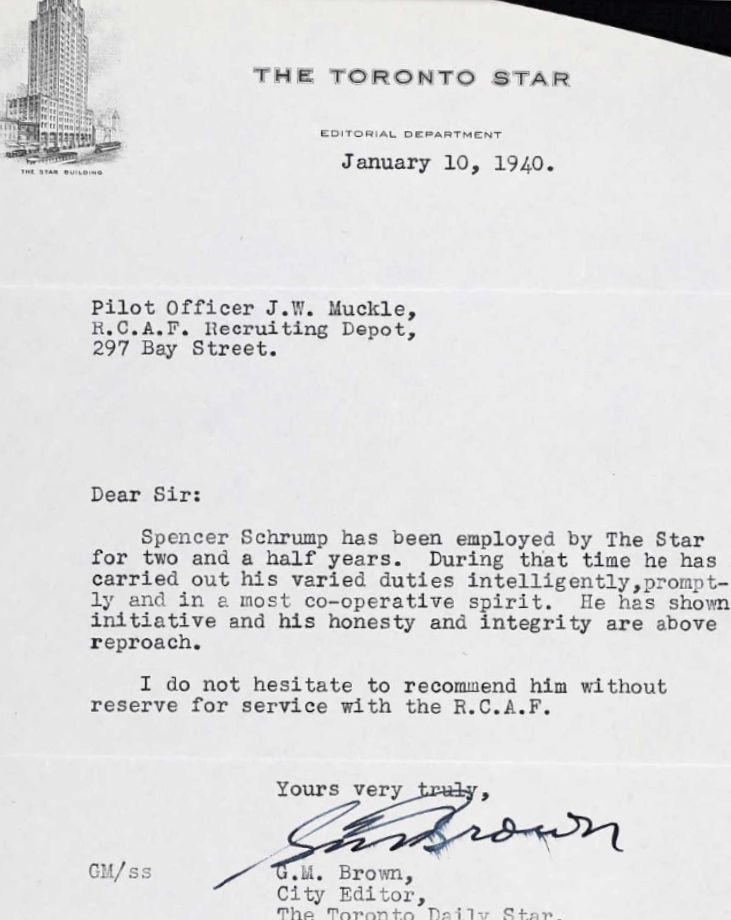 THE TORONTO STAR
EDITORIAL DEPARTMENT
January 10, 1940.
THE STAR BUILDING
Pilot Officer J.W. Muckle,
R.C.A.F. Recruiting Depot,
297 Bay Street.
Dear Sir:
Spencer Schrump has been employed by The Star
for two and a half years. During that time he has
carried out his varied duties intelligently,prompt-
ly and in a most co-operative spirit. He has shown
initiative and his honesty and integrity are above
reproach.
I do not hesitate to recommend him without
reserve for service with the R.C.A.F.
Yours very truly,
GM Brown
GM/ss
G.M. Brown,
City Editor,
The Toronto Daily Star.